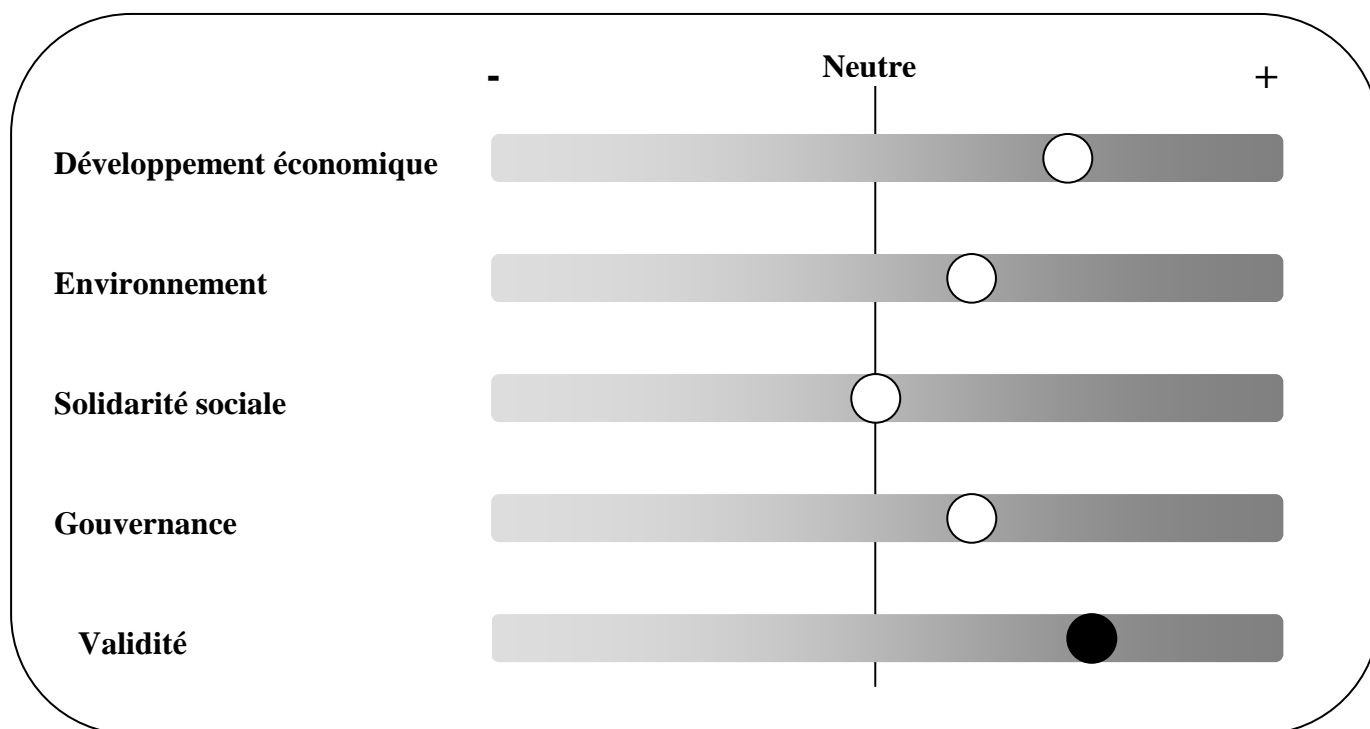 - Neutre +
Développement économique
Environnement
Solidarité sociale
Gouvernance
Validité